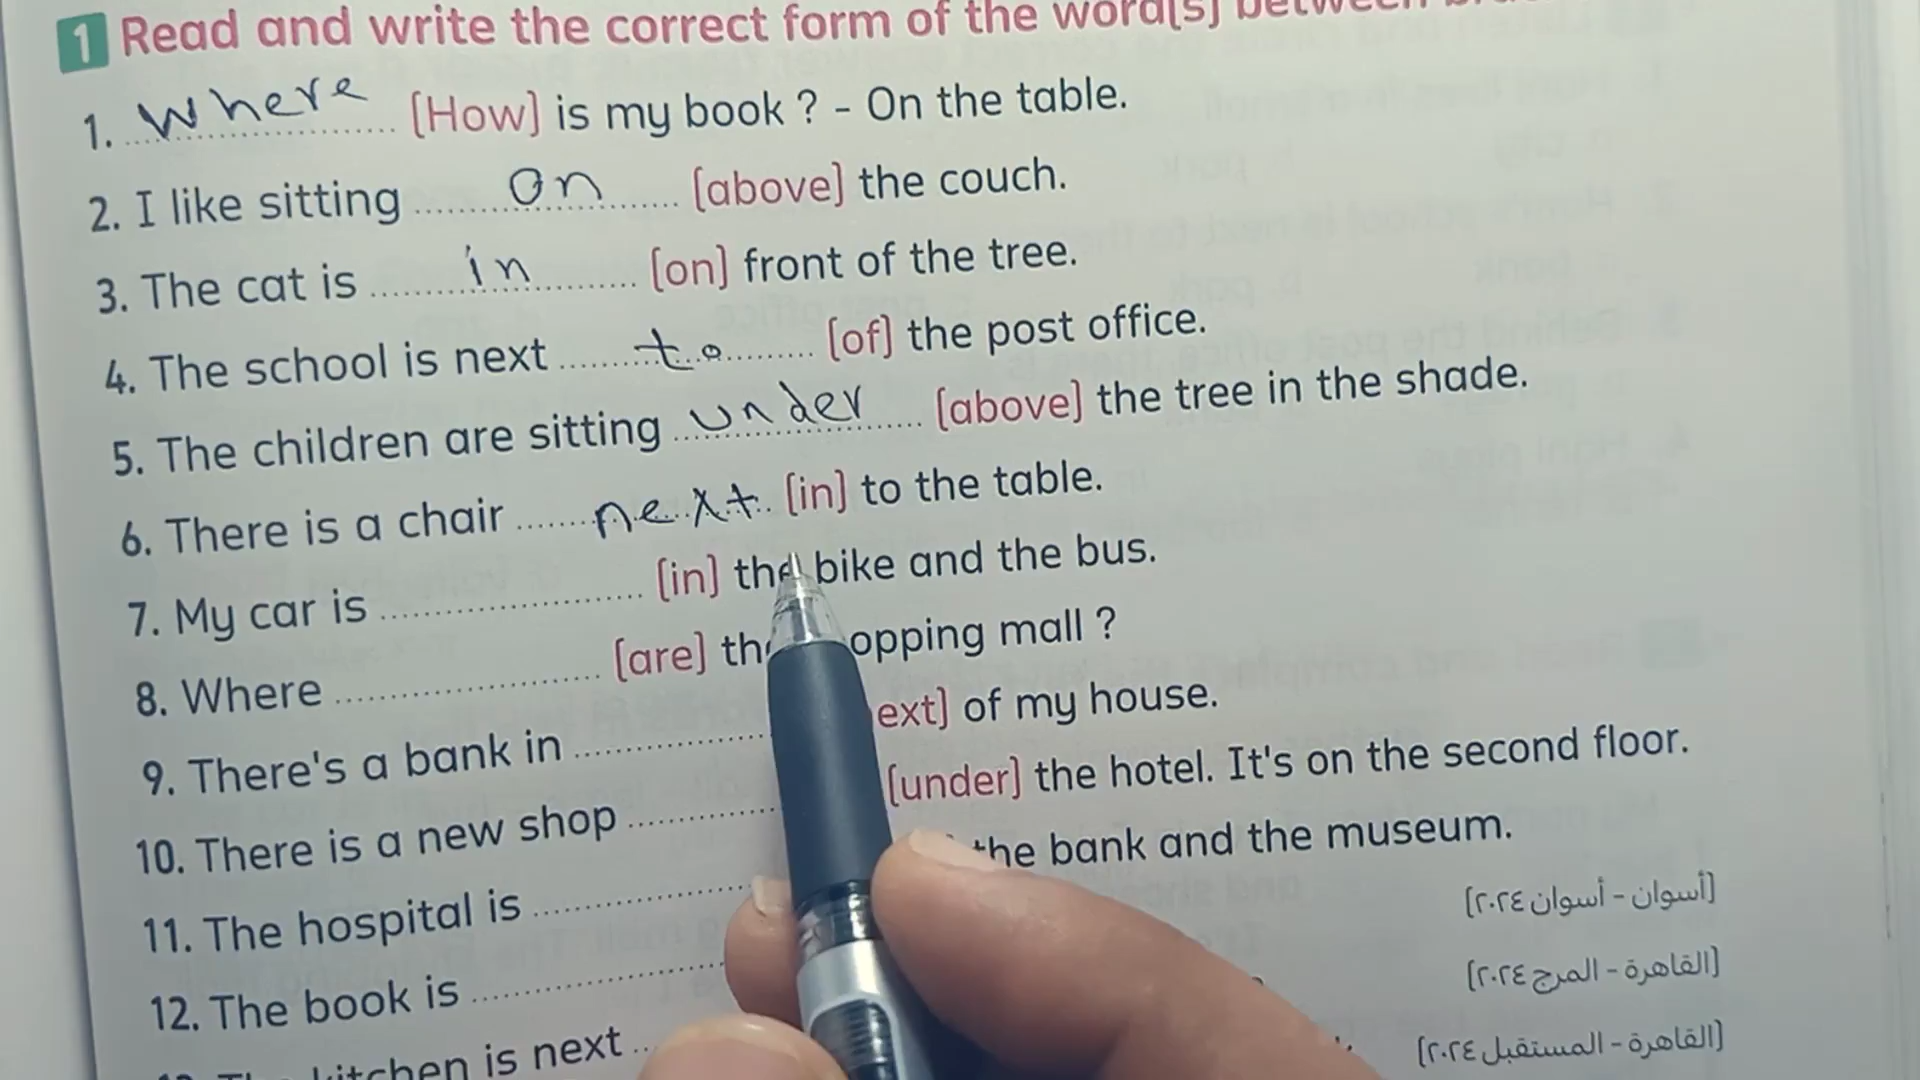 1 Read and write the correct form of the word(s) between
1. Where [How] is my book ? - On the table.
2. I like sitting on [above] the couch.
3. The cat is in [on] front of the tree.
4. The school is next to [of] the post office.
5. The children are sitting under [above] the tree in the shade.
6. There is a chair next [in] to the table.
7. My car is [in] the bike and the bus.
8. Where [are] the opping mall ?
9. There's a bank in ext] of my house.
10. There is a new shop [under] the hotel. It's on the second floor.
11. The hospital is the bank and the museum.
[أسوان - أسوان ٢٠٢٤]
12. The book is
[القاهرة - المرج ٢٠٢٤]
kitchen is next
[القاهرة - المستقبل ٢٠٢٤]